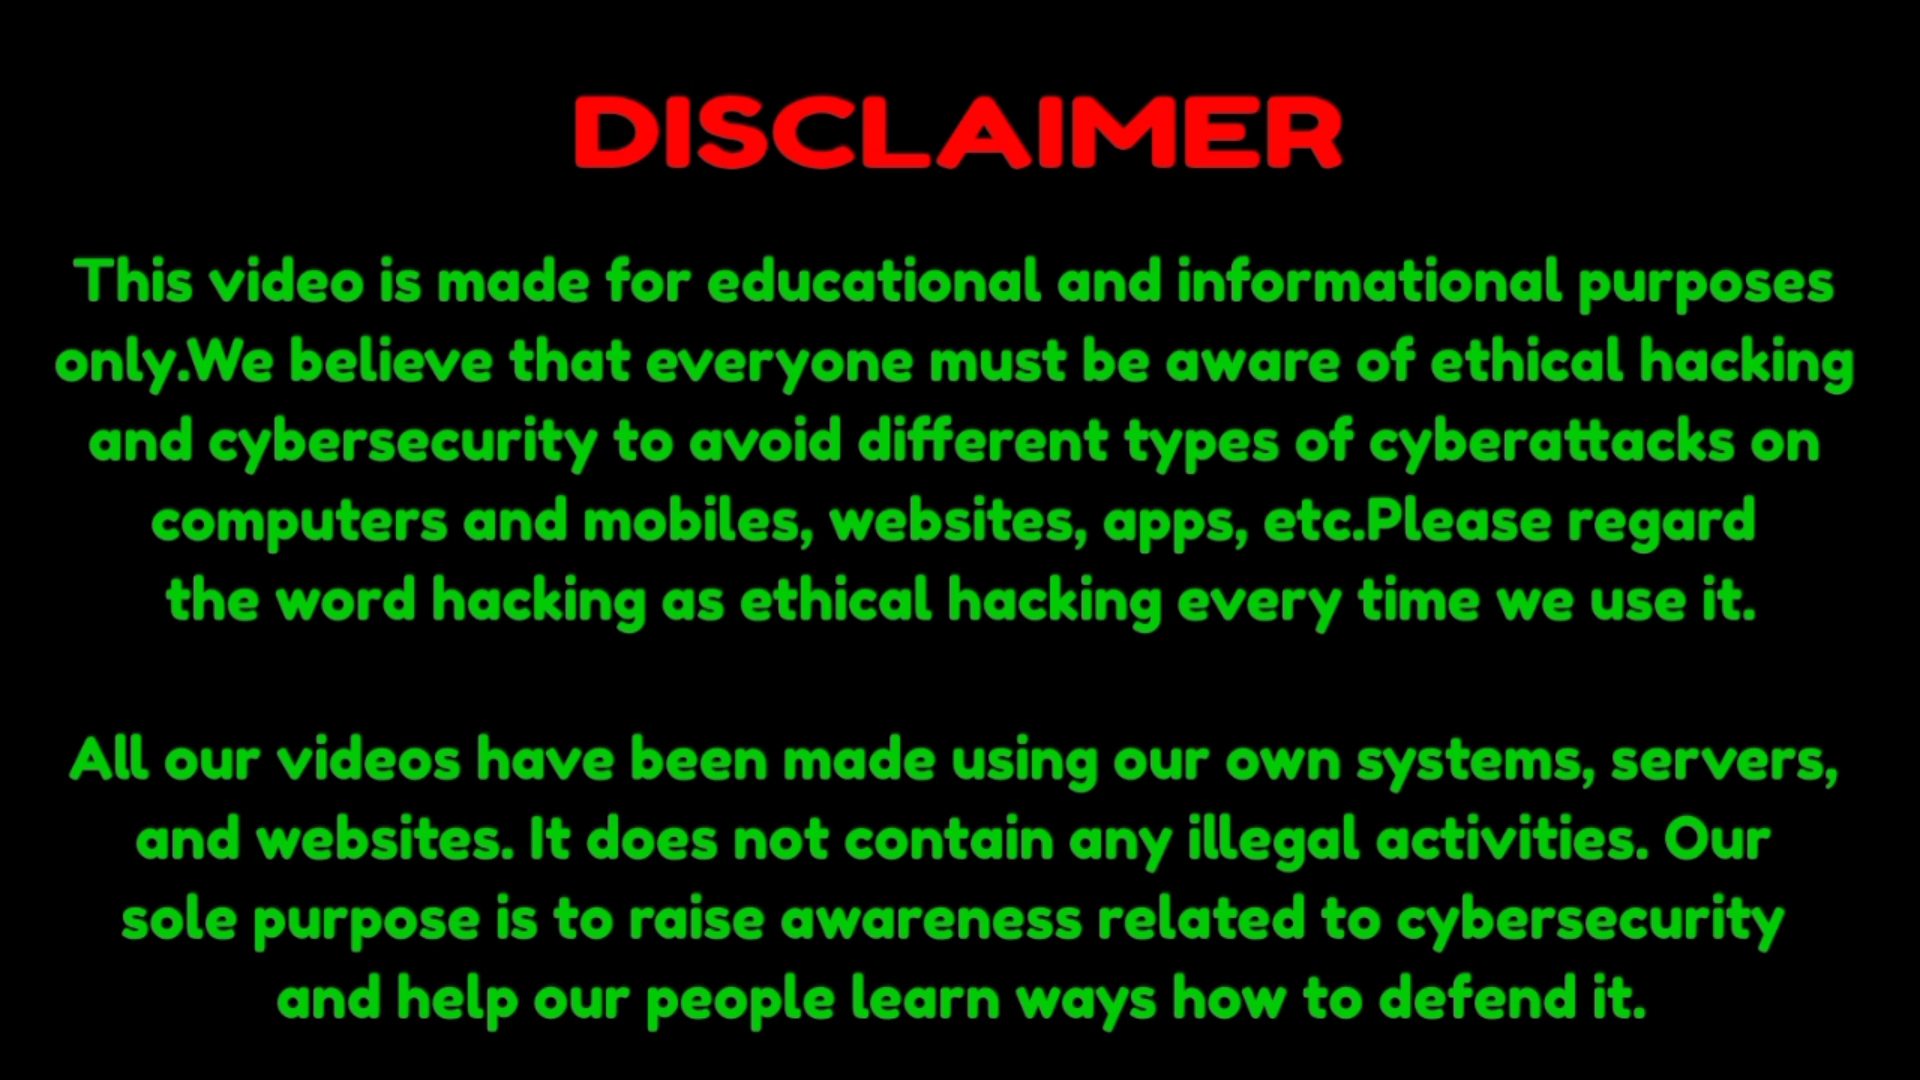 DISCLAIMER
This video is made for educational and informational purposes
only.We believe that everyone must be aware of ethical hacking
and cybersecurity to avoid different types of cyberattacks on
computers and mobiles, websites, apps, etc.Please regard
the word hacking as ethical hacking every time we use it.
All our videos have been made using our own systems, servers,
and websites. It does not contain any illegal activities. Our
sole purpose is to raise awareness related to cybersecurity
and help our people learn ways how to defend it.